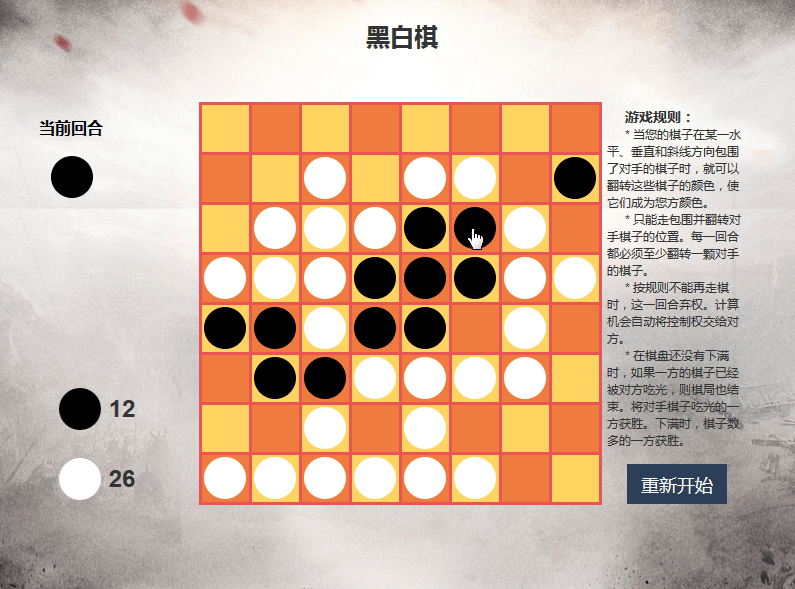 黑白棋
当前回合
12
26
游戏规则：
* 当您的棋子在某一水
平、垂直和斜线方向包围
了对手的棋子时，就可以
翻转这些棋子的颜色，使
它们成为您方颜色。
* 只能走包围并翻转对
手棋子的位置。每一回合
都必须至少翻转一颗对手
的棋子。
* 按规则不能再走棋
时，这一回合弃权。计算
机会自动将控制权交给对
方。
* 在棋盘还没有下满
时，如果一方的棋子已经
被对方吃光，则棋局也结
束。将对手棋子吃光的一
方获胜。下满时，棋子数
多的一方获胜。
重新开始